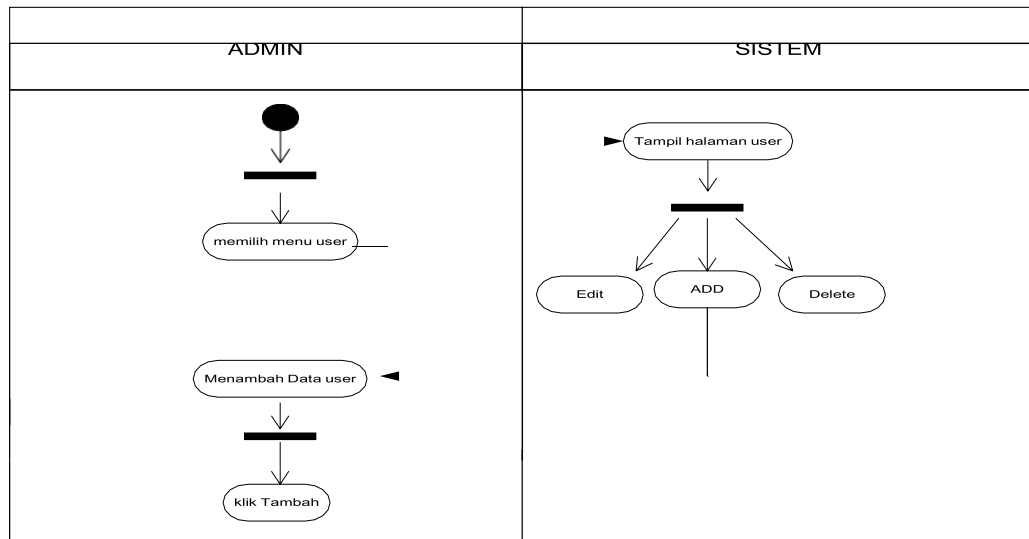 ADMIN
SISTEM
Tampil halaman user
memilih menu user
Edit
ADD
Delete
Menambah Data user
klik Tambah